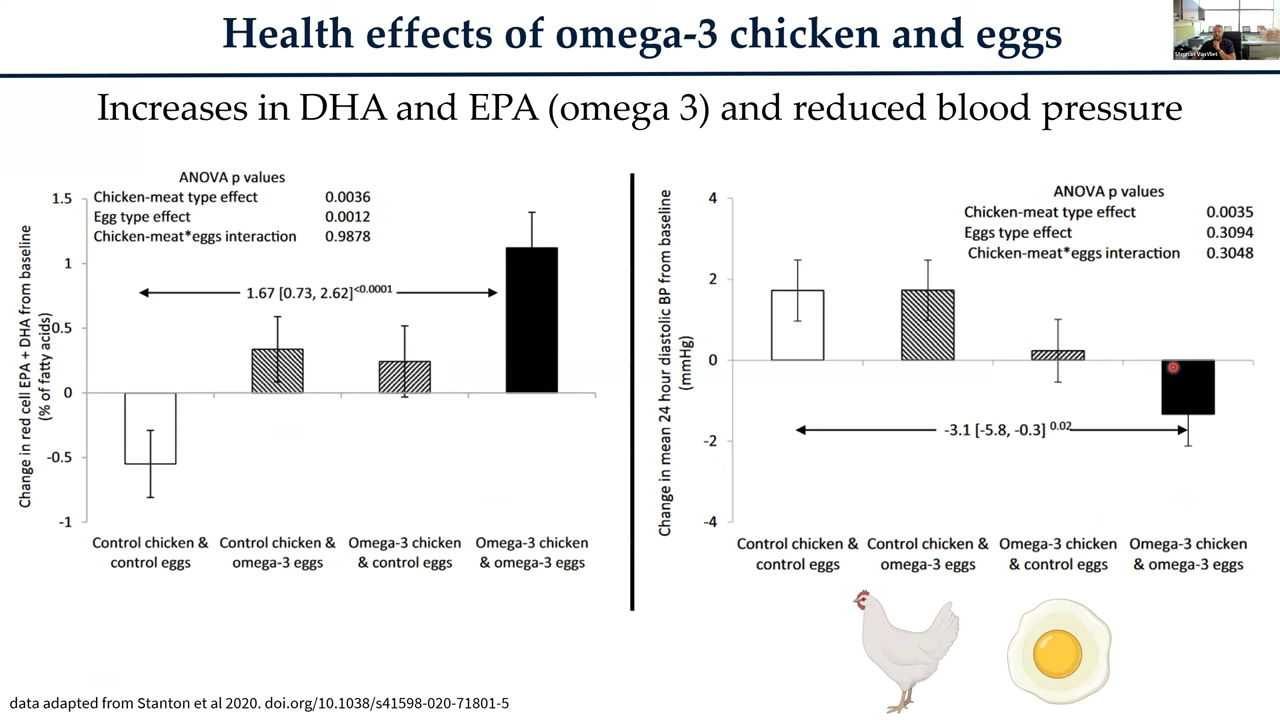 Health effects of omega-3 chicken and eggs
Stephan VanVliet
Increases in DHA and EPA (omega 3) and reduced blood pressure
ANOVA p values
Chicken-meat type effect 0.0036
Egg type effect 0.0012
Chicken-meat*eggs interaction 0.9878
Change in red cell EPA + DHA from baseline
(% of fatty acids)
1.5
1
0.5
0
-0.5
-1
1.67 [0.73, 2.62]<0.0001
Control chicken & control eggs
Control chicken & omega-3 eggs
Omega-3 chicken & control eggs
Omega-3 chicken & omega-3 eggs
ANOVA p values
Chicken-meat type effect 0.0035
Eggs type effect 0.3094
Chicken-meat*eggs interaction 0.3048
Change in mean 24 hour diastolic BP from baseline
(mmHg)
4
2
0
-2
-4
-3.1 [-5.8, -0.3] 0.02
Control chicken & control eggs
Control chicken & omega-3 eggs
Omega-3 chicken & control eggs
Omega-3 chicken & omega-3 eggs
data adapted from Stanton et al 2020. doi.org/10.1038/s41598-020-71801-5